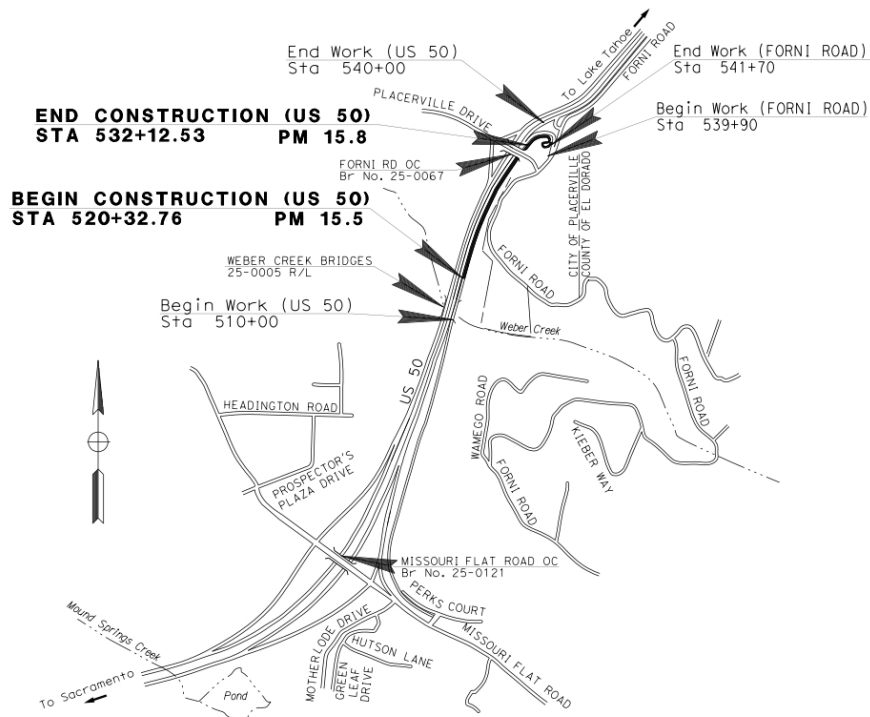 End Work (US 50)
Sta 540+00
To Lake Tahoe
FORNI ROAD
End Work (FORNI ROAD)
Sta 541+70
PLACERVILLE DRIVE
END CONSTRUCTION (US 50)
STA 532+12.53 PM 15.8
Begin Work (FORNI ROAD)
Sta 539+90
FORNI RD OC
Br No. 25-0067
BEGIN CONSTRUCTION (US 50)
STA 520+32.76 PM 15.5
CITY OF PLACERVILLE
COUNTY OF EL DORADO
WEBER CREEK BRIDGES
25-0005 R/L
FORNI ROAD
Begin Work (US 50)
Sta 510+00
Weber Creek
US 50
FORNI ROAD
HEADINGTON ROAD
WAMEGO ROAD
KIEBER WAY
PROSPECTOR'S
PLAZA DRIVE
FORNI ROAD
MISSOURI FLAT ROAD OC
Br No. 25-0121
PERKS COURT
Mound Springs Creek
MISSOURI FLAT ROAD
HUTSON LANE
MOTHERLODE DRIVE
GREEN
LEAF
DRIVE
To Sacramento
Pond